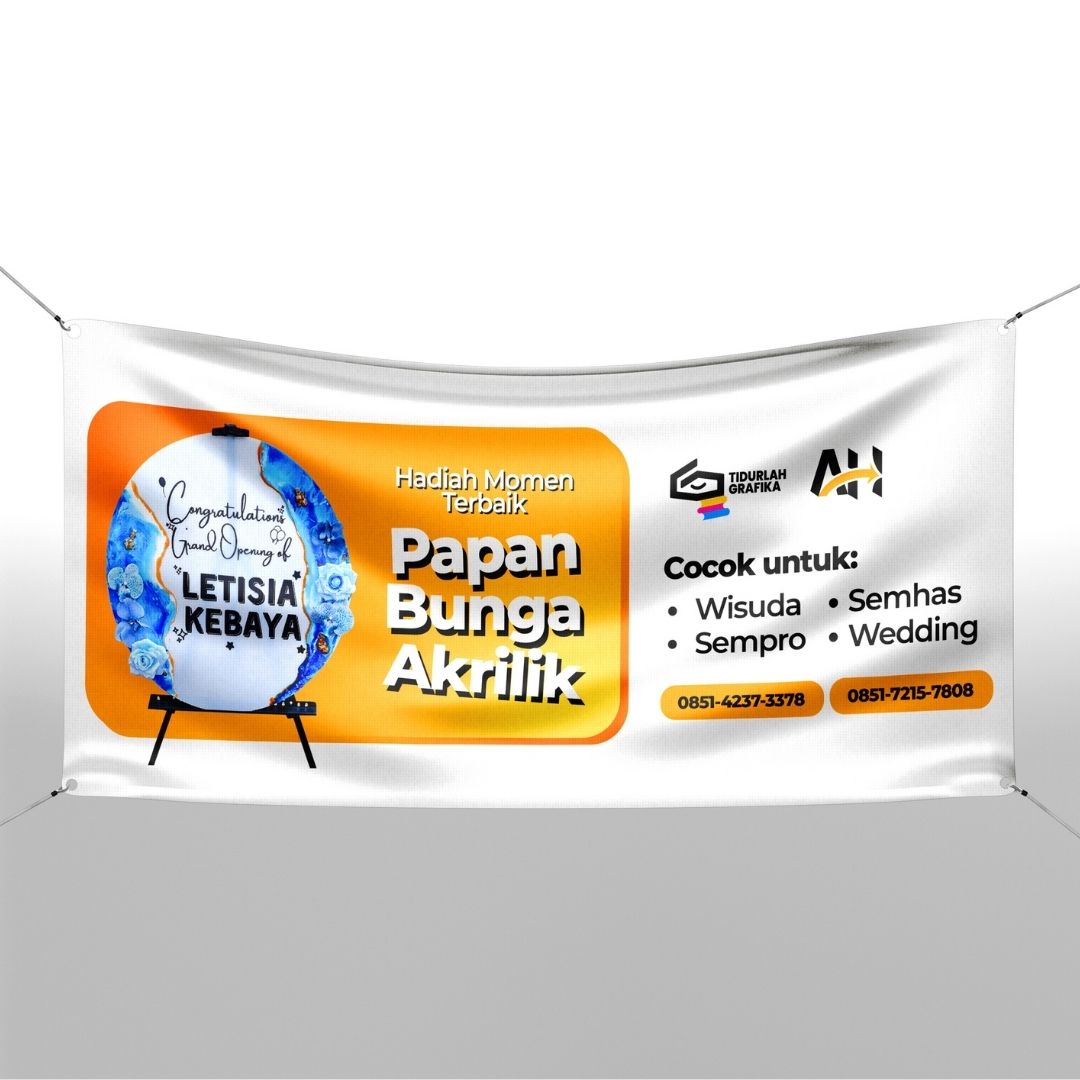 Congratulations
Grand Opening of
LETISIA
KEBAYA
Hadiah Momen
Terbaik
Papan
Bunga
Akrilik
TIDURLAH
GRAFIKA
AH
Cocok untuk:
• Wisuda
• Sempro
• Semhas
• Wedding
0851-4237-3378
0851-7215-7808